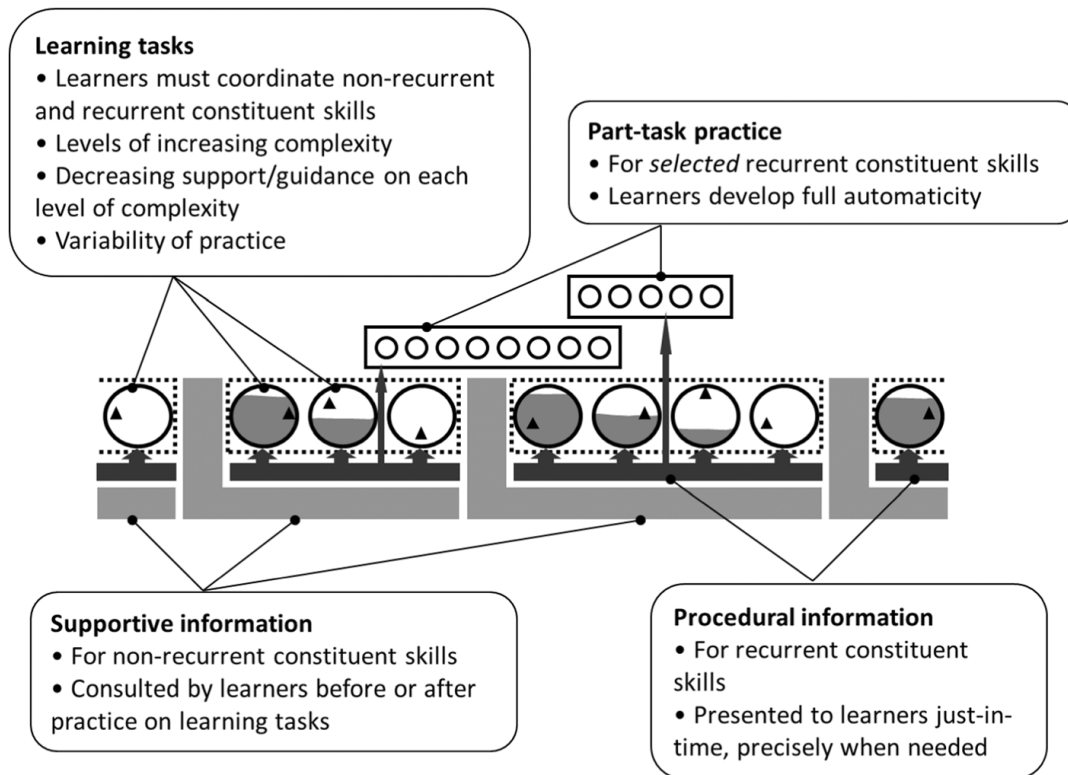 Learning tasks
• Learners must coordinate non-recurrent
and recurrent constituent skills
• Levels of increasing complexity
• Decreasing support/guidance on each
level of complexity
• Variability of practice
Part-task practice
• For selected recurrent constituent skills
• Learners develop full automaticity
Supportive information
• For non-recurrent constituent skills
• Consulted by learners before or after
practice on learning tasks
Procedural information
• For recurrent constituent
skills
• Presented to learners just-in-
time, precisely when needed